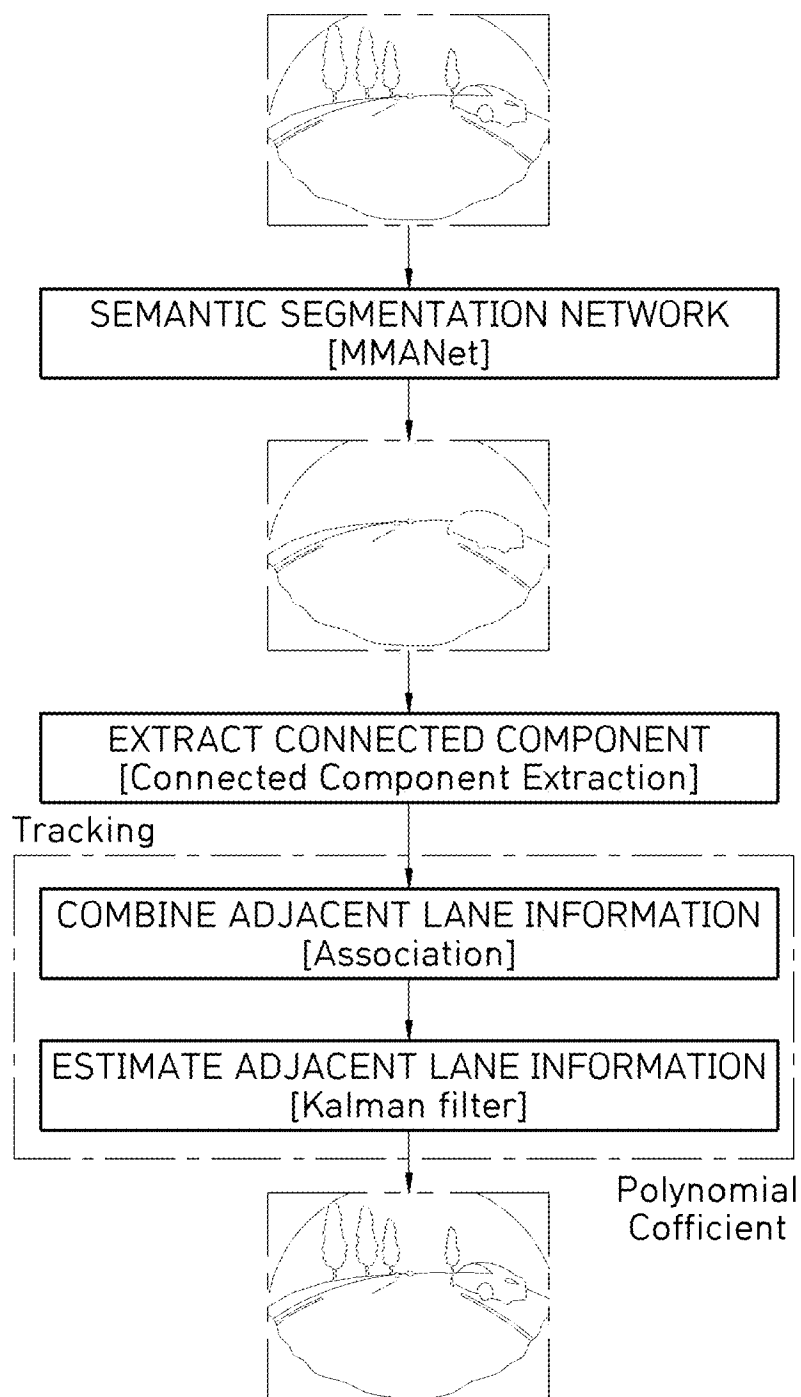 SEMANTIC SEGMENTATION NETWORK
[MMANet]
EXTRACT CONNECTED COMPONENT
[Connected Component Extraction]
Tracking
COMBINE ADJACENT LANE INFORMATION
[Association]
ESTIMATE ADJACENT LANE INFORMATION
[Kalman filter]
Polynomial
Cofficient